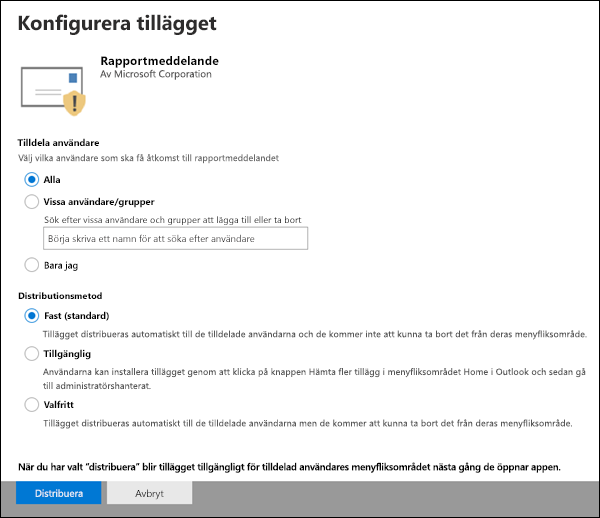 Konfigurera tillägget
Rapportmeddelande
Av Microsoft Corporation
Tilldela användare
Välj vilka användare som ska få åtkomst till rapportmeddelandet
Alla
Vissa användare/grupper
Sök efter vissa användare och grupper att lägga till eller ta bort
Börja skriva ett namn för att söka efter användare
Bara jag
Distributionsmetod
Fast (standard)
Tillägget distribueras automatiskt till de tilldelade användarna och de kommer inte att kunna ta bort det från deras menyfliksområde.
Tillgänglig
Användarna kan installera tillägget genom att klicka på knappen Hämta fler tillägg i menyfliksområdet Home i Outlook och sedan gå
till administratörshanterat.
Valfritt
Tillägget distribueras automatiskt till de tilldelade användarna men de kommer att kunna ta bort det från deras menyfliksområde.
När du har valt ”distribuera” blir tillägget tillgängligt för tilldelad användares menyfliksområdet nästa gång de öppnar appen.
Distribuera
Avbryt